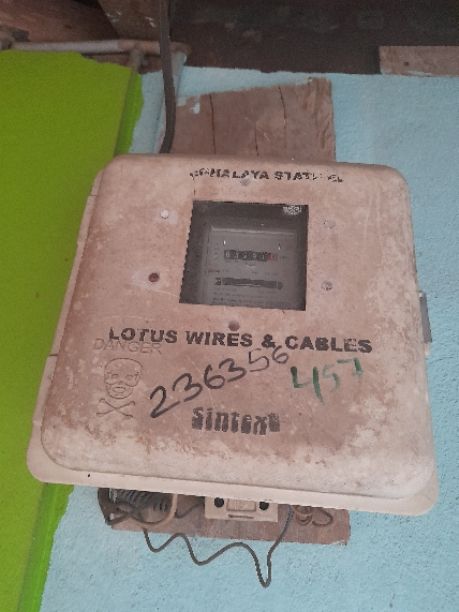 LOTUS WIRES & CABLES
DANGER
236356
457
Sintex